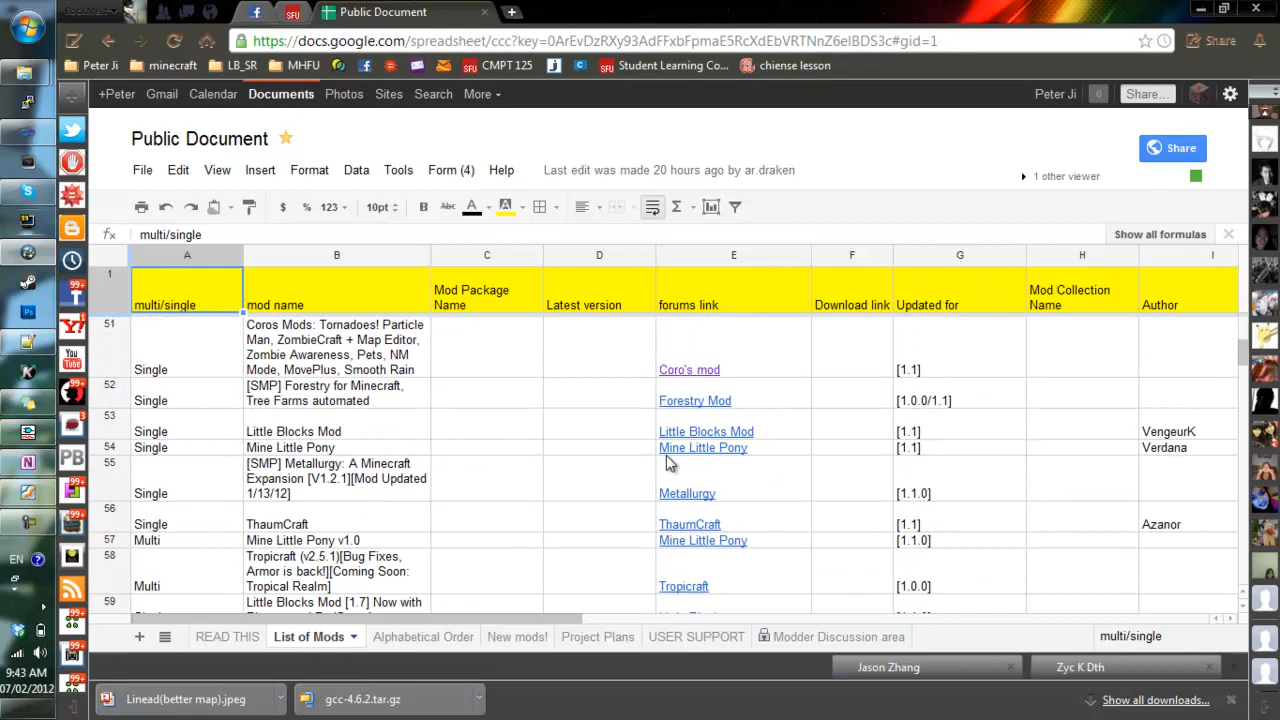 Public Document
https://docs.google.com/spreadsheet/ccc?key=0ArEvDzRXy93AdFFxbFpmaE5RcXdEbVRTNnZ6elBDS3c#gid=1
Share
Peter Ji
minecraft
LB_SR
MHFU
CMPT 125
SFU
Student Learning Co...
chiense lesson
+Peter Gmail Calendar Documents Photos Sites Search More
Peter Ji 0 Share...
Public Document
Share
File Edit View Insert Format Data Tools Form (4) Help Last edit was made 20 hours ago by ar.draken
1 other viewer
$ % 123 10pt B Abc A A Σ
fx multi/single Show all formulas
A B C D E F G H I
1 multi/single mod name Mod Package Name Latest version forums link Download link Updated for Mod Collection Name Author
51 Single Coros Mods: Tornadoes! Particle
Man, ZombieCraft + Map Editor,
Zombie Awareness, Pets, NM
Mode, MovePlus, Smooth Rain
Coro's mod [1.1]
52 Single [SMP] Forestry for Minecraft,
Tree Farms automated
Forestry Mod [1.0.0/1.1]
53 Single Little Blocks Mod Little Blocks Mod [1.1] VengeurK
54 Single Mine Little Pony Mine Little Pony [1.1] Verdana
55 Single [SMP] Metallurgy: A Minecraft
Expansion [V1.2.1][Mod Updated
1/13/12]
Metallurgy [1.1.0]
56 Single ThaumCraft ThaumCraft [1.1] Azanor
57 Multi Mine Little Pony v1.0 Mine Little Pony [1.1.0]
58 Multi Tropicraft (v2.5.1)[Bug Fixes,
Armor is back!][Coming Soon:
Tropical Realm]
Tropicraft [1.0.0]
59 Little Blocks Mod [1.7] Now with
READ THIS List of Mods Alphabetical Order New mods! Project Plans USER SUPPORT Modder Discussion area multi/single
Jason Zhang Zyc K Dth
Linead(better map).jpeg gcc-4.6.2.tar.gz Show all downloads...
EN
9:43 AM
07/02/2012